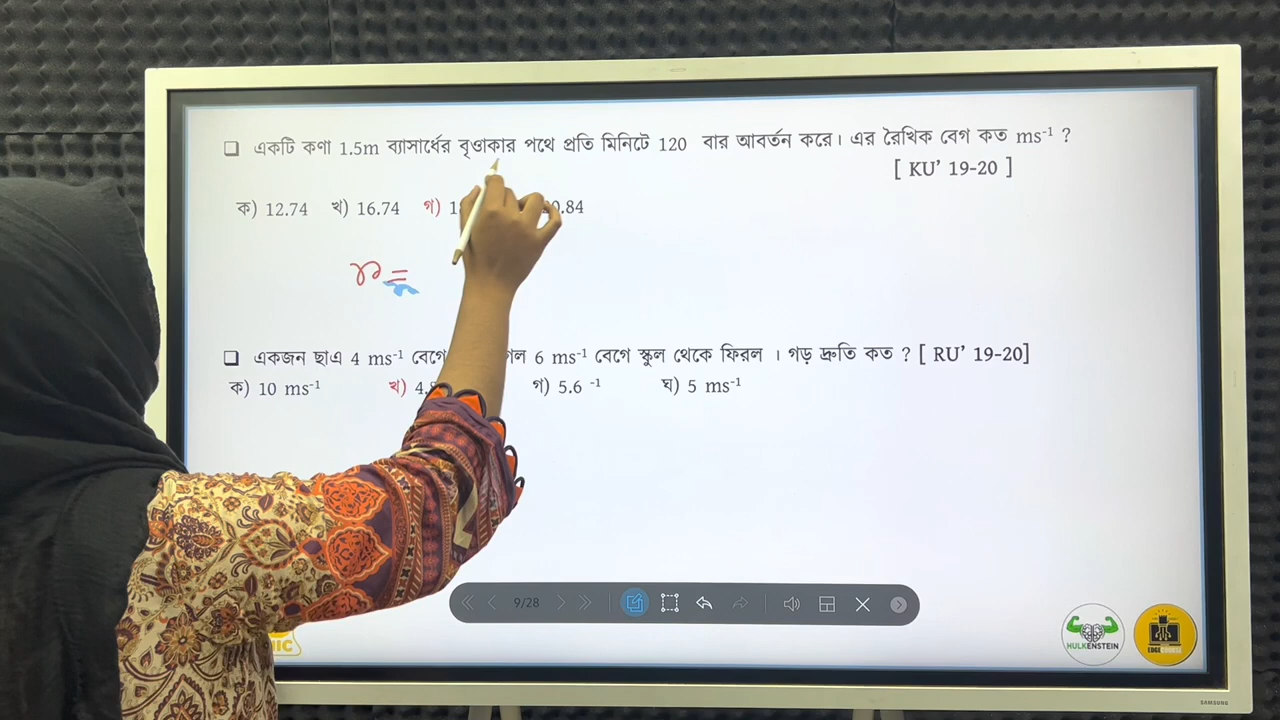 ❑ একটি কণা 1.5m ব্যাসার্ধের বৃত্তাকার পথে প্রতি মিনিটে 120 বার আবর্তন করে। এর রৈখিক বেগ কত ms⁻¹ ?
[ KU' 19-20 ]
ক) 12.74 খ) 16.74 গ) .84
r =
❑ একজন ছাএ 4 ms⁻¹ বেগে 6 ms⁻¹ বেগে স্কুল থেকে ফিরল । গড় দ্রুতি কত ? [ RU' 19-20]
ক) 10 ms⁻¹ খ) 4. গ) 5.6 ⁻¹ ঘ) 5 ms⁻¹
9/28
HULKENSTEIN
EDGECOURSE
SAMSUNG